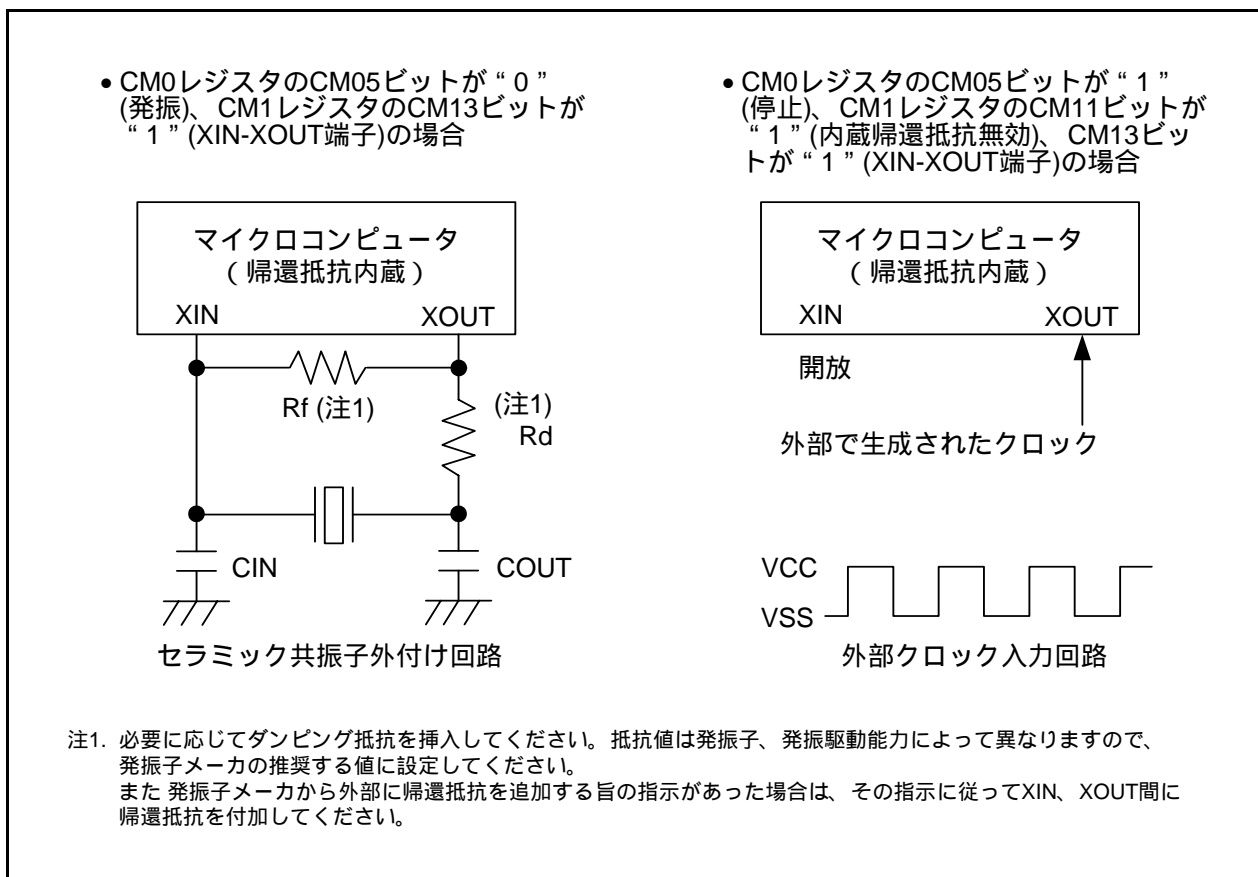 • CM0レジスタのCM05ビットが“0”
(発振)、CM1レジスタのCM13ビットが
“1”(XIN-XOUT端子)の場合
マイクロコンピュータ
(帰還抵抗内蔵)
XIN
XOUT
Rf (注1)
(注1)
Rd
CIN
COUT
セラミック共振子外付け回路
• CM0レジスタのCM05ビットが“1”
(停止)、CM1レジスタのCM11ビットが
“1”(内蔵帰還抵抗無効)、CM13ビッ
トが“1”(XIN-XOUT端子)の場合
マイクロコンピュータ
(帰還抵抗内蔵)
XIN
XOUT
開放
外部で生成されたクロック
VCC
VSS
外部クロック入力回路
注1. 必要に応じてダンピング抵抗を挿入してください。抵抗値は発振子、発振駆動能力によって異なりますので、
発振子メーカの推奨する値に設定してください。
また 発振子メーカから外部に帰還抵抗を追加する旨の指示があった場合は、その指示に従ってXIN、XOUT間に
帰還抵抗を付加してください。